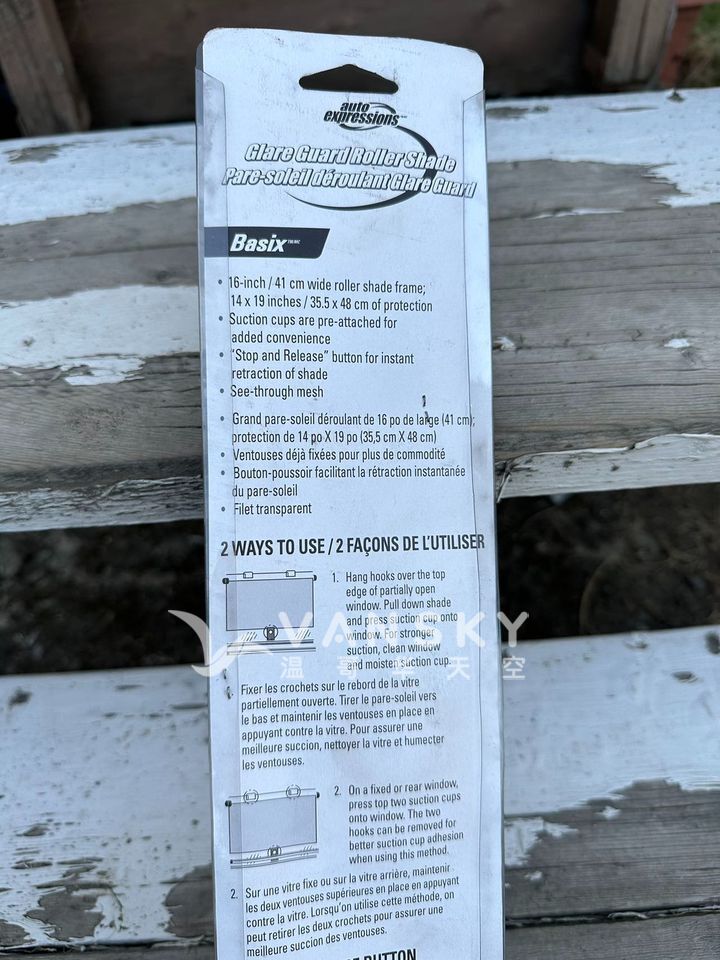 auto
expressions
Glare Guard Roller Shade
Pare-soleil déroulant Glare Guard
Basix TM/MC
• 16-inch / 41 cm wide roller shade frame;
14 x 19 inches / 35.5 x 48 cm of protection
• Suction cups are pre-attached for
added convenience
• "Stop and Release" button for instant
retraction of shade
• See-through mesh
• Grand pare-soleil déroulant de 16 po de large (41 cm);
protection de 14 po X 19 po (35,5 cm X 48 cm)
• Ventouses déjà fixées pour plus de commodité
• Bouton-poussoir facilitant la rétraction instantanée
du pare-soleil
• Filet transparent
2 WAYS TO USE / 2 FAÇONS DE L'UTILISER
1. Hang hooks over the top
edge of partially open
window. Pull down shade
and press suction cup onto
window. For stronger
suction, clean window
and moisten suction cup.
VANSKY
温哥华天空
1. Fixer les crochets sur le rebord de la vitre
partiellement ouverte. Tirer le pare-soleil vers
le bas et maintenir les ventouses en place en
appuyant contre la vitre. Pour assurer une
meilleure succion, nettoyer la vitre et humecter
les ventouses.
2. On a fixed or rear window,
press top two suction cups
onto window. The two
hooks can be removed for
better suction cup adhesion
when using this method.
2. Sur une vitre fixe ou sur la vitre arrière, maintenir
les deux ventouses supérieures en place en appuyant
contre la vitre. Lorsqu'on utilise cette méthode, on
peut retirer les deux crochets pour assurer une
meilleure succion des ventouses.
BUTTON